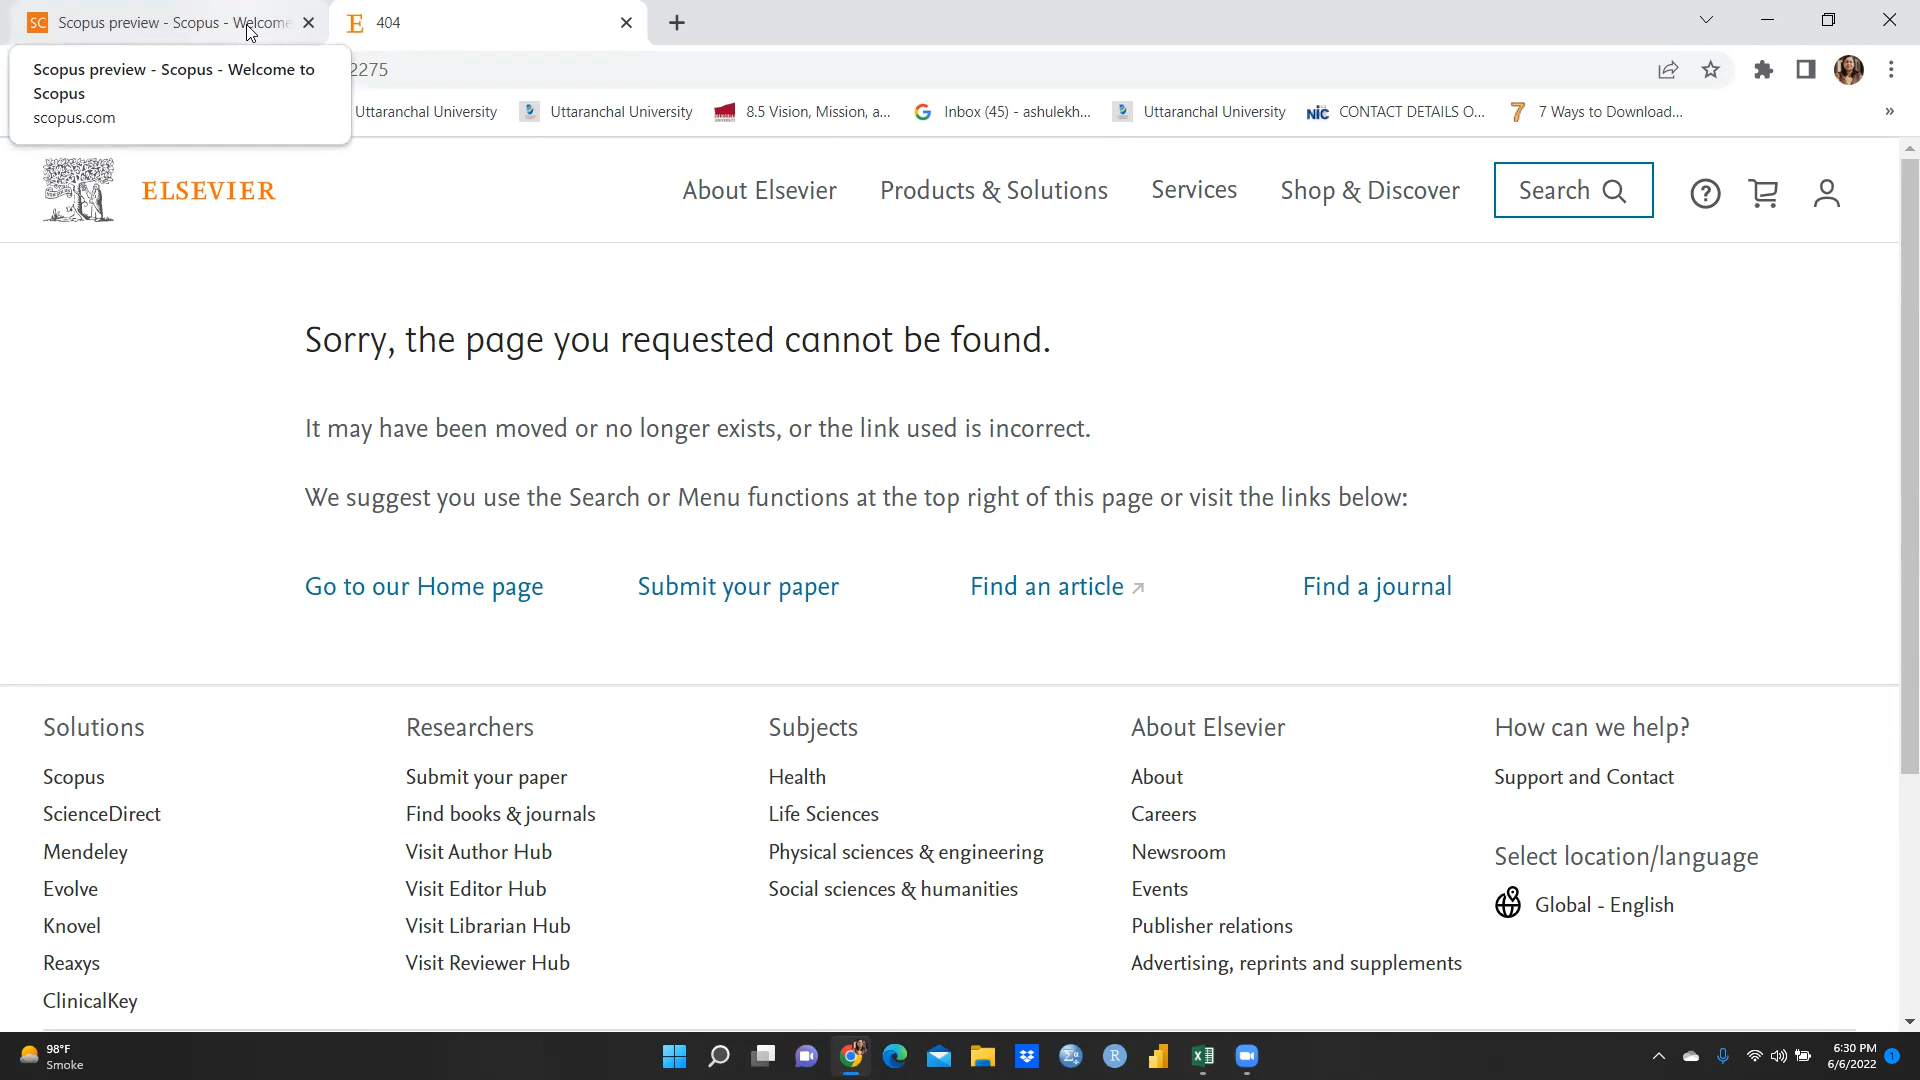 Scopus preview - Scopus - Welcome
404
Scopus preview - Scopus - Welcome to
Scopus
scopus.com
2275
Uttaranchal University
Uttaranchal University
8.5 Vision, Mission, a...
Inbox (45) - ashulekh...
Uttaranchal University
NIC CONTACT DETAILS O...
7 Ways to Download...
ELSEVIER
About Elsevier
Products & Solutions
Services
Shop & Discover
Search
Sorry, the page you requested cannot be found.
It may have been moved or no longer exists, or the link used is incorrect.
We suggest you use the Search or Menu functions at the top right of this page or visit the links below:
Go to our Home page
Submit your paper
Find an article
Find a journal
Solutions
Scopus
ScienceDirect
Mendeley
Evolve
Knovel
Reaxys
ClinicalKey
Researchers
Submit your paper
Find books & journals
Visit Author Hub
Visit Editor Hub
Visit Librarian Hub
Visit Reviewer Hub
Subjects
Health
Life Sciences
Physical sciences & engineering
Social sciences & humanities
About Elsevier
About
Careers
Newsroom
Events
Publisher relations
Advertising, reprints and supplements
How can we help?
Support and Contact
Select location/language
Global - English
98°F
Smoke
6:30 PM
6/6/2022
1